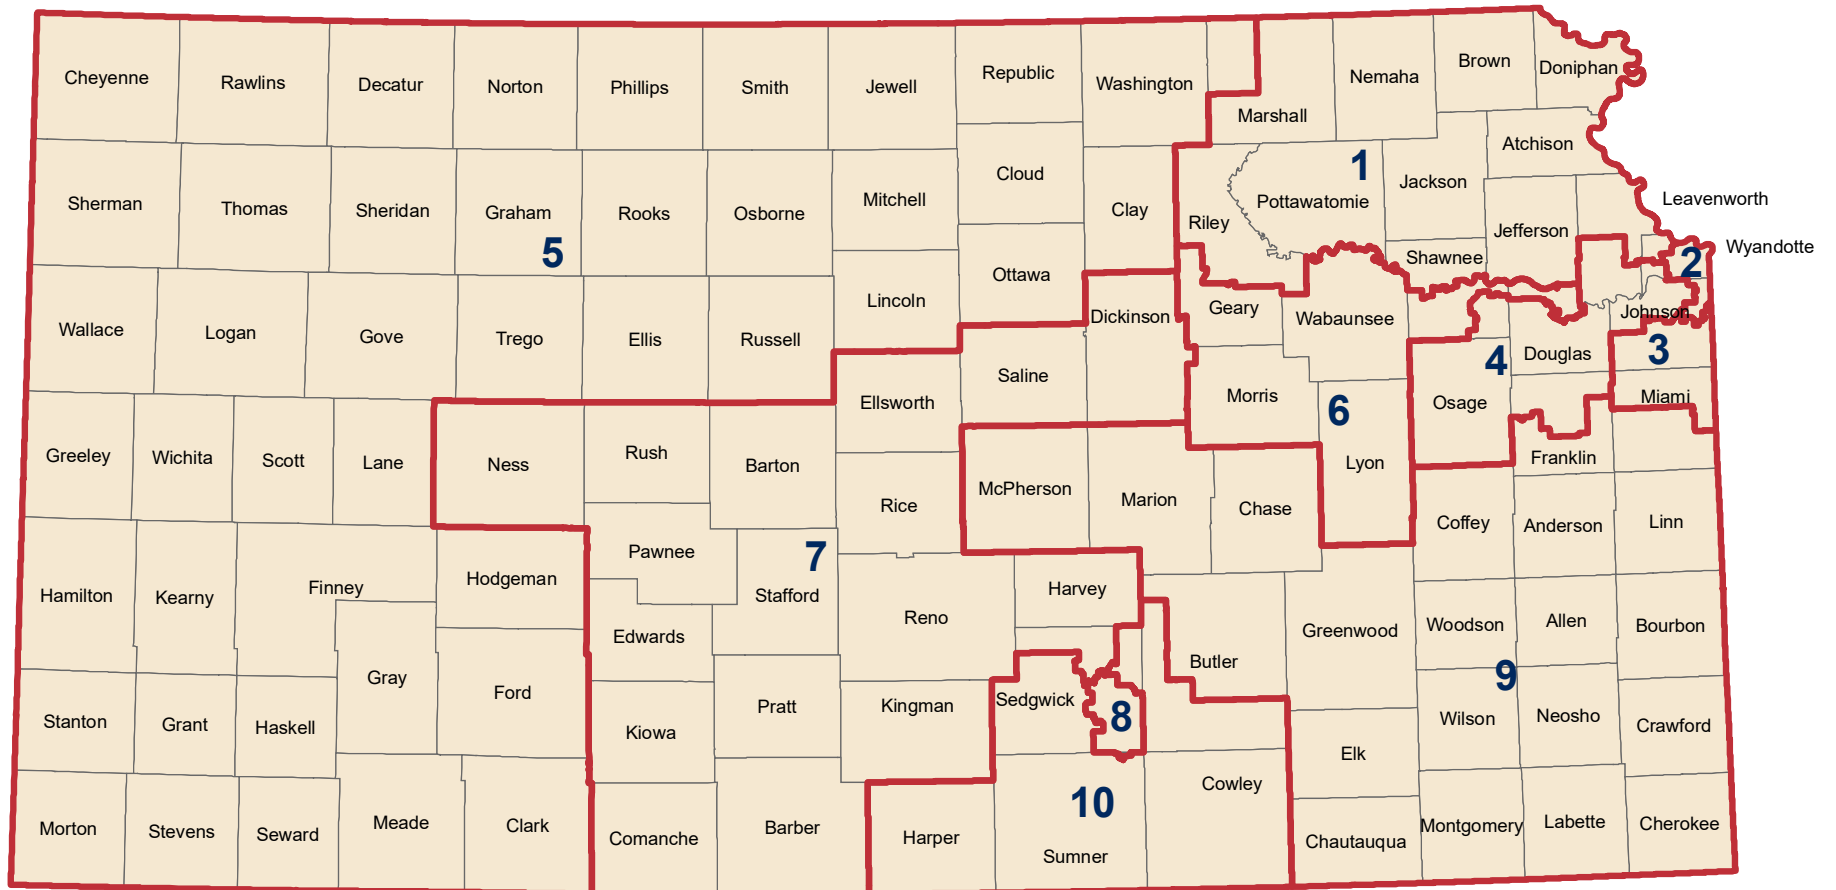 Cheyenne
Rawlins
Decatur
Norton
Phillips
Smith
Jewell
Republic
Washington
Marshall
Nemaha
Brown
Doniphan
Sherman
Thomas
Sheridan
Graham
5
Rooks
Osborne
Mitchell
Cloud
Clay
Riley
Pottawatomie
1
Jackson
Atchison
Jefferson
Leavenworth
Wyandotte
2
Shawnee
Wallace
Logan
Gove
Trego
Ellis
Russell
Lincoln
Ottawa
Dickinson
Geary
Wabaunsee
Johnson
3
Douglas
4
Saline
Ellsworth
Morris
6
Osage
Miami
Greeley
Wichita
Scott
Lane
Ness
Rush
Barton
Rice
McPherson
Marion
Chase
Lyon
Franklin
Coffey
Anderson
Linn
Hamilton
Kearny
Finney
Hodgeman
Pawnee
7
Stafford
Edwards
Reno
Harvey
Butler
Greenwood
Woodson
Allen
Bourbon
9
Gray
Ford
Stanton
Grant
Haskell
Kiowa
Pratt
Kingman
Sedgwick
8
Wilson
Neosho
Crawford
Elk
Cowley
10
Morton
Stevens
Seward
Meade
Clark
Comanche
Barber
Harper
Sumner
Chautauqua
Montgomery
Labette
Cherokee